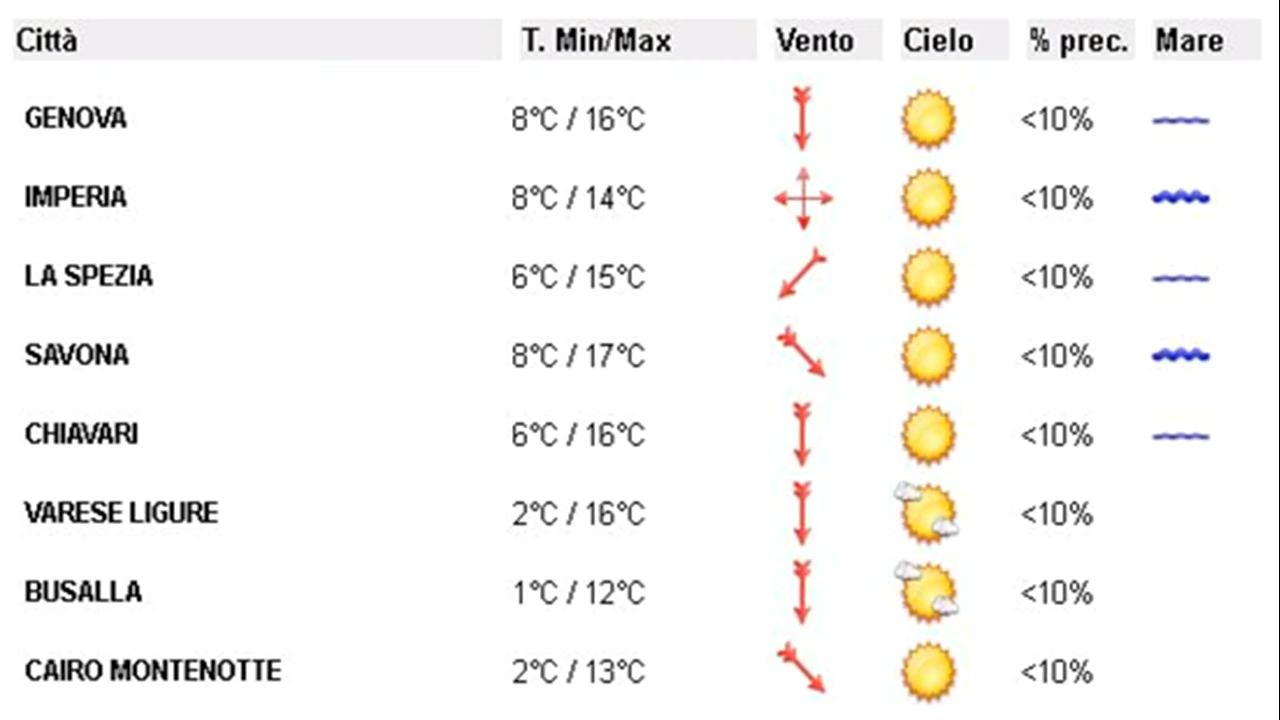 Città T. Min/Max Vento Cielo % prec. Mare
GENOVA 8°C / 16°C <10%
IMPERIA 8°C / 14°C <10%
LA SPEZIA 6°C / 15°C <10%
SAVONA 8°C / 17°C <10%
CHIAVARI 6°C / 16°C <10%
VARESE LIGURE 2°C / 16°C <10%
BUSALLA 1°C / 12°C <10%
CAIRO MONTENOTTE 2°C / 13°C <10%